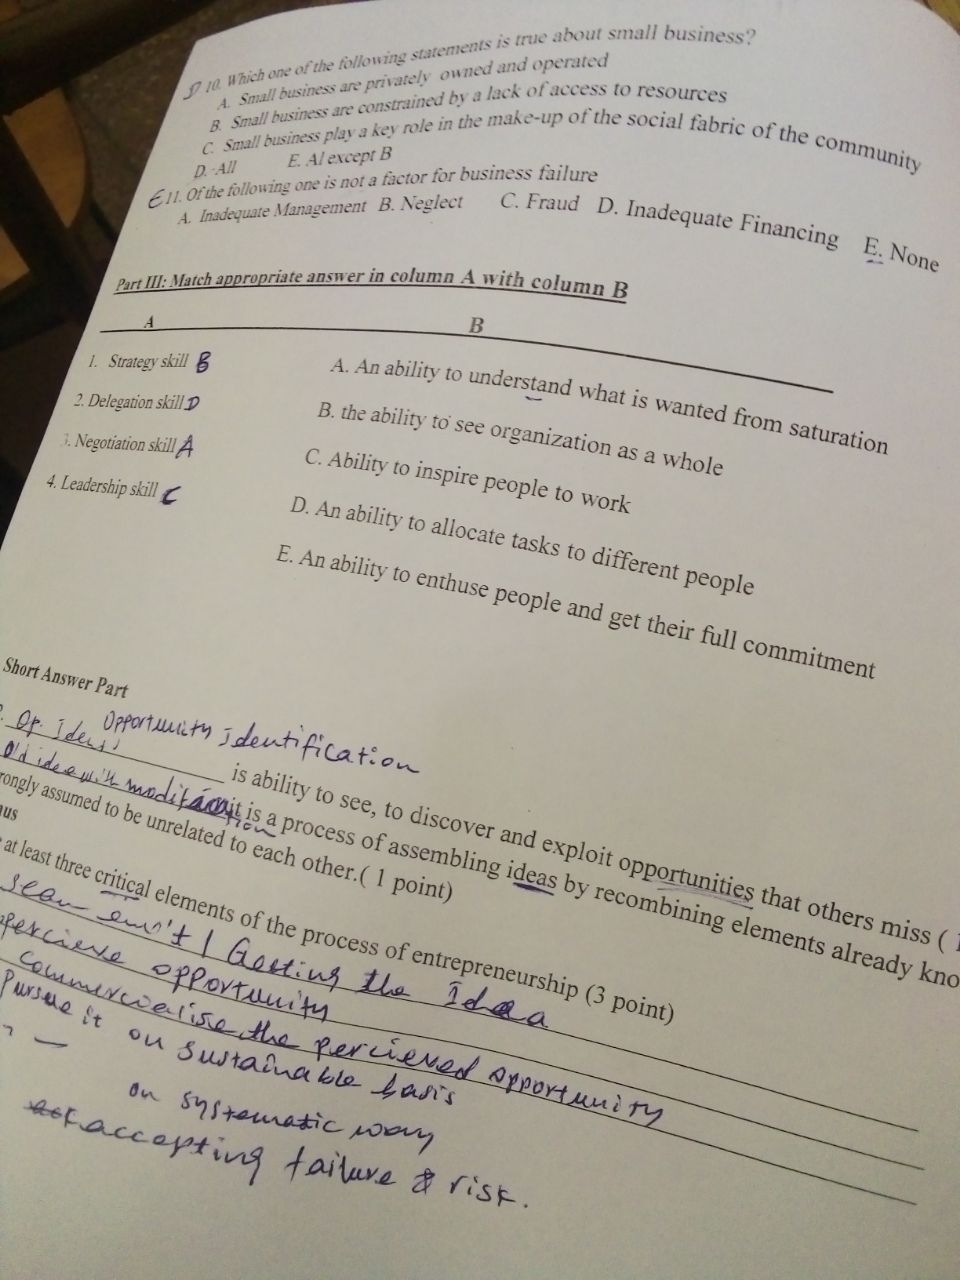 D 10. Which one of the following statements is true about small business?
A. Small business are privately owned and operated
B. Small business are constrained by a lack of access to resources
C. Small business play a key role in the make-up of the social fabric of the community
D. All E. Al except B
E 11. Of the following one is not a factor for business failure
A. Inadequate Management B. Neglect C. Fraud D. Inadequate Financing E. None
Part III: Match appropriate answer in column A with column B
A B
1. Strategy skill B A. An ability to understand what is wanted from saturation
2. Delegation skill D B. the ability to see organization as a whole
3. Negotiation skill A C. Ability to inspire people to work
4. Leadership skill C D. An ability to allocate tasks to different people
E. An ability to enthuse people and get their full commitment
Short Answer Part
Op. Iden Opportunity identification
is ability to see, to discover and exploit opportunities that others miss (
old idea with modification it is a process of assembling ideas by recombining elements already kno
rongly assumed to be unrelated to each other.( 1 point)
at least three critical elements of the process of entrepreneurship (3 point)
env't / Getting the Idea
percieve opportunity
commercialise the percieved opportunity
Pursue it on sustainable basis
on systematic way
accepting failure & risk.